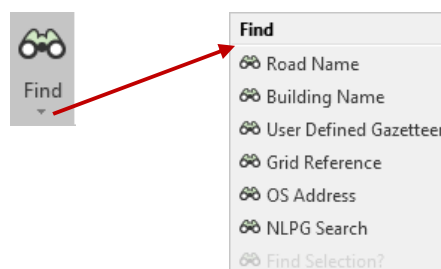 Find
Find
Road Name
Building Name
User Defined Gazetteer
Grid Reference
OS Address
NLPG Search
Find Selection?